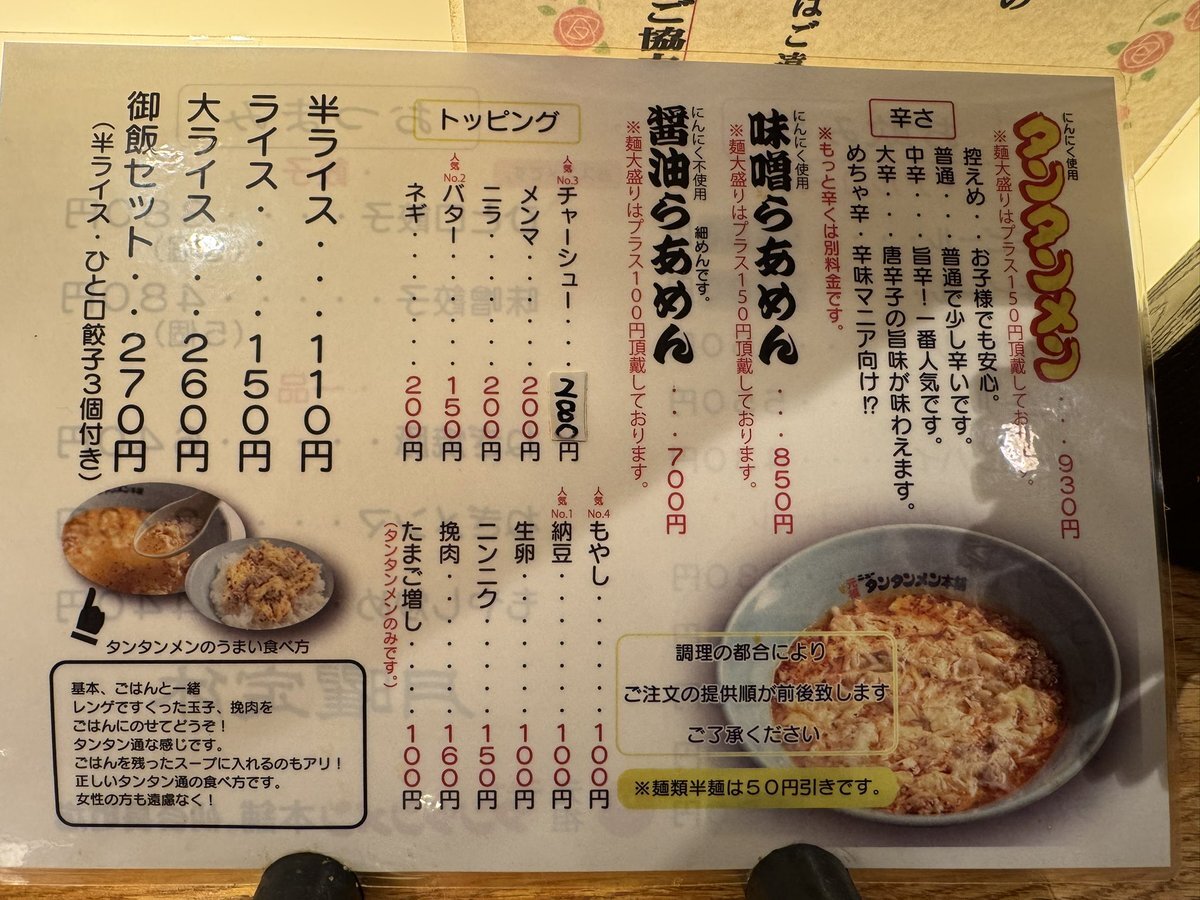 ご協
はご遠
の
にんにく使用
タンタンメン・・・・930円
※麺大盛りはプラス150円頂戴してお
辛さ
控えめ・・お子様でも安心。
普通・・・普通で少し辛いです。
中辛・・・旨辛！一番人気です。
大辛・・・唐辛子の旨味が味わえます。
めちゃ辛・辛味マニア向け!?
※もっと辛くは別料金です。
にんにく使用
味噌らあめん・・・・850円
※麺大盛りはプラス150円頂戴しております。
にんにく不使用 細めんです。
醤油らあめん・・・・700円
※麺大盛りはプラス100円頂戴しております。
トッピング
人気No.3
チャーシュー・・・・280円
メンマ・・・・・・200円
ニラ・・・・・・200円
人気No.2
バター・・・・・・150円
ネギ・・・・・・200円
人気No.4
もやし・・・・・・100円
人気No.1
納豆・・・・・・100円
生卵・・・・・・100円
ニンニク・・・・・150円
挽肉・・・・・・160円
たまご増し・・・・100円
(タンタンメンのみです。)
半ライス・・・・110円
ライス・・・・150円
大ライス・・・・260円
御飯セット・・・270円
(半ライス・ひと口餃子3個付き)
タンタンメン本舗
タンタンメンのうまい食べ方
基本、ごはんと一緒
レンゲですくった玉子、挽肉を
ごはんにのせてどうぞ！
タンタン通な感じです。
ごはんを残ったスープに入れるのもアリ！
正しいタンタン通の食べ方です。
女性の方も遠慮なく！
調理の都合により
ご注文の提供順が前後致します
ご了承ください
※麺類半麺は50円引きです。